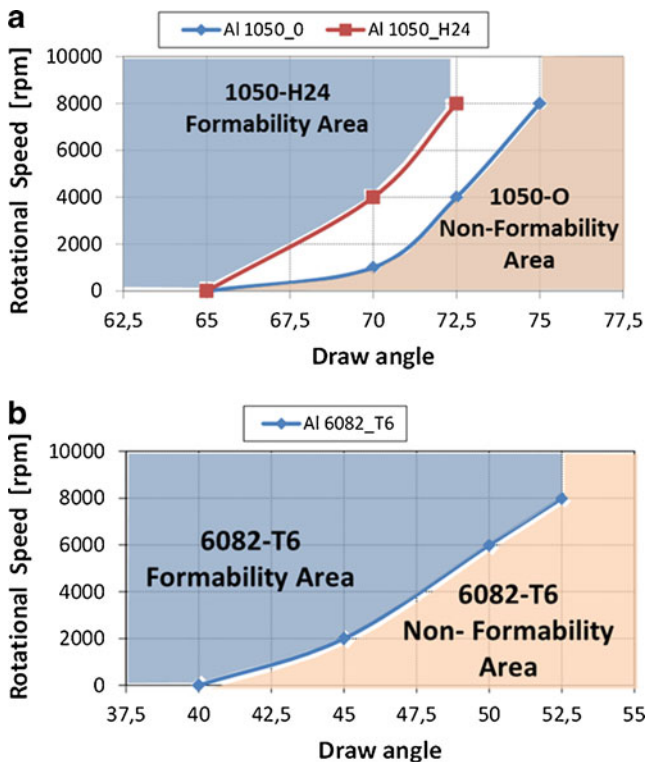 a
Al 1050_0 Al 1050_H24
Rotational Speed [rpm]
10000
8000
6000
4000
2000
0
1050-H24
Formability Area
1050-O
Non-Formability
Area
62,5 65 67,5 70 72,5 75 77,5
Draw angle
b
Al 6082_T6
Rotational Speed [rpm]
10000
8000
6000
4000
2000
0
6082-T6
Formability Area
6082-T6
Non- Formability
Area
37,5 40 42,5 45 47,5 50 52,5 55
Draw angle